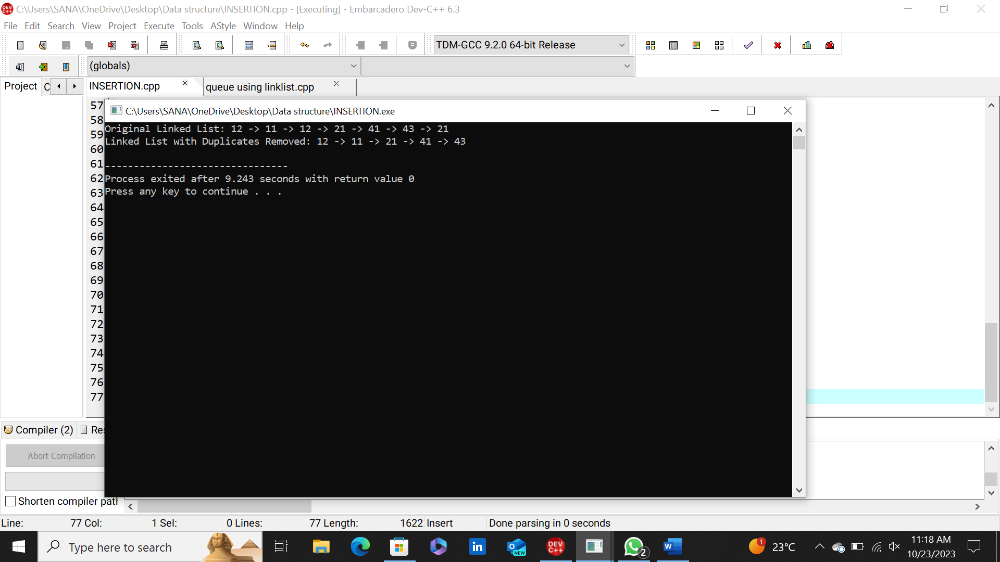 C:\Users\SANA\OneDrive\Desktop\Data structure\INSERTION.cpp - [Executing] - Embarcadero Dev-C++ 6.3
File Edit Search View Project Execute Tools AStyle Window Help
TDM-GCC 9.2.0 64-bit Release
(globals)
Project C INSERTION.cpp queue using linklist.cpp
57
58
59
60
61
62
63
64
65
66
67
68
69
70
71
72
73
74
75
76
77
C:\Users\SANA\OneDrive\Desktop\Data structure\INSERTION.exe
Original Linked List: 12 -> 11 -> 12 -> 21 -> 41 -> 43 -> 21
Linked List with Duplicates Removed: 12 -> 11 -> 21 -> 41 -> 43
--------------------------------
Process exited after 9.243 seconds with return value 0
Press any key to continue . . .
Compiler (2) Res
Abort Compilation
Shorten compiler path
Line: 77 Col: 1 Sel: 0 Lines: 77 Length: 1622 Insert Done parsing in 0 seconds
Type here to search
DEV C++
NEW
2
1
23°C
11:18 AM
10/23/2023